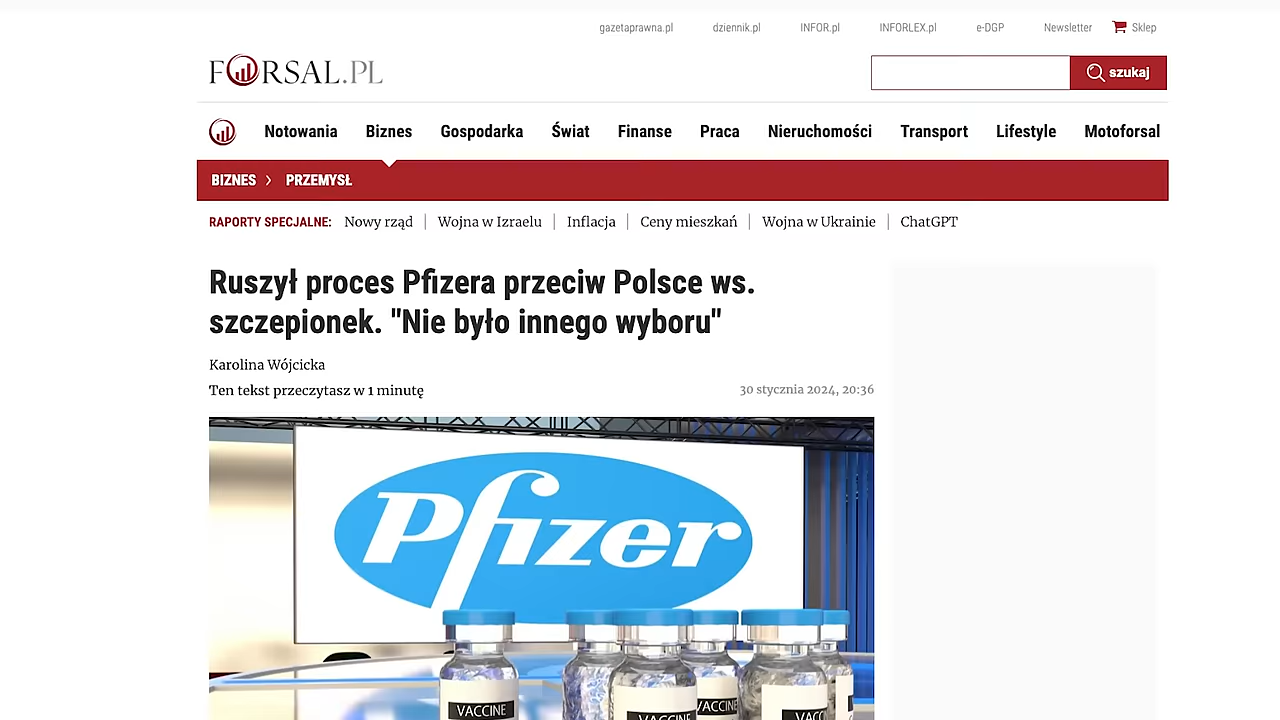 gazetaprawna.pl dziennik.pl INFOR.pl INFORLEX.pl e-DGP Newsletter Sklep
FORSAL.PL
szukaj
Notowania Biznes Gospodarka Świat Finanse Praca Nieruchomości Transport Lifestyle Motoforsal
BIZNES > PRZEMYSŁ
RAPORTY SPECJALNE: Nowy rząd | Wojna w Izraelu | Inflacja | Ceny mieszkań | Wojna w Ukrainie | ChatGPT
Ruszył proces Pfizera przeciw Polsce ws.
szczepionek. "Nie było innego wyboru"
Karolina Wójcicka
Ten tekst przeczytasz w 1 minutę
30 stycznia 2024, 20:36
Pfizer
VACCINE
VACCINE
VACCINE
VACC